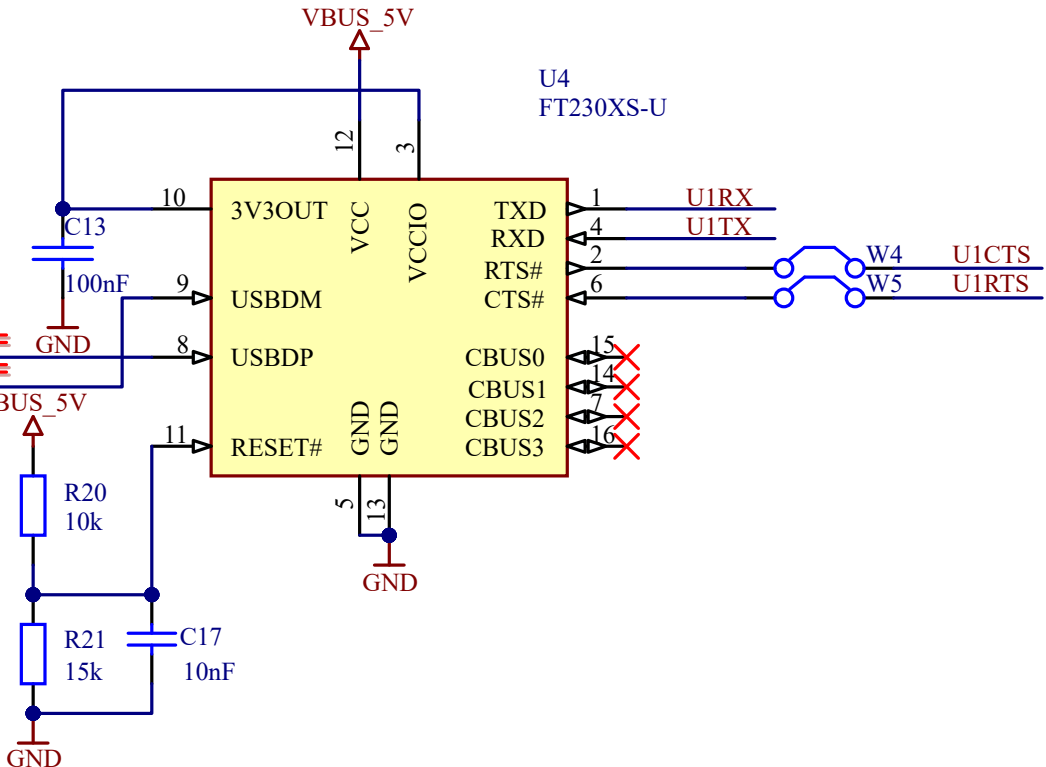 VBUS_5V
U4
FT230XS-U
12
3
10
3V3OUT
VCC
VCCIO
TXD
1
U1RX
C13
RXD
4
U1TX
RTS#
2
W4
U1CTS
100nF
9
USBDM
CTS#
6
W5
U1RTS
GND
8
USBDP
CBUS0
15
CBUS1
14
BUS_5V
CBUS2
7
11
RESET#
GND
GND
CBUS3
16
R20
10k
5
13
GND
R21
15k
C17
10nF
GND